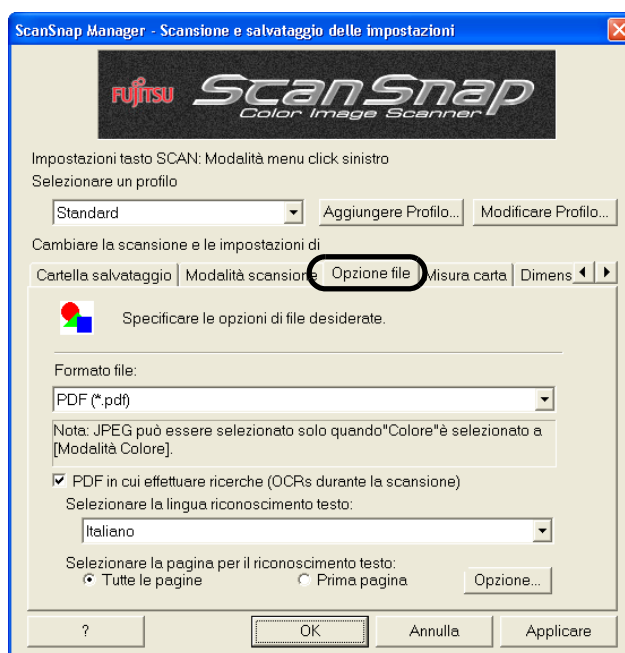 ScanSnap Manager - Scansione e salvataggio delle impostazioni
FUJITSU ScanSnap
Color Image Scanner
Impostazioni tasto SCAN: Modalità menu click sinistro
Selezionare un profilo
Standard Aggiungere Profilo... Modificare Profilo...
Cambiare la scansione e le impostazioni di
Cartella salvataggio Modalità scansione Opzione file Misura carta Dimens
Specificare le opzioni di file desiderate.
Formato file:
PDF (*.pdf)
Nota: JPEG può essere selezionato solo quando"Colore"è selezionato a
[Modalità Colore].
PDF in cui effettuare ricerche (OCRs durante la scansione)
Selezionare la lingua riconoscimento testo:
Italiano
Selezionare la pagina per il riconoscimento testo:
Tutte le pagine Prima pagina Opzione...
? OK Annulla Applicare